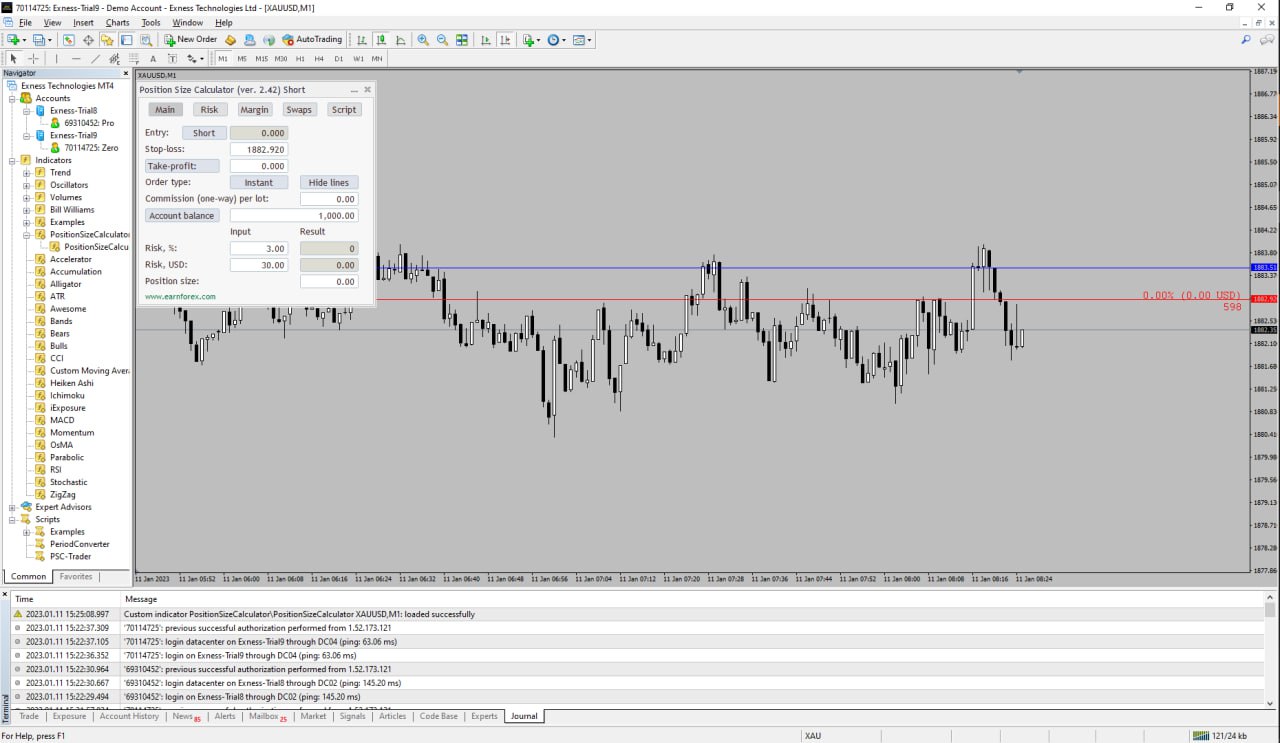 70114725: Exness-Trial9 - Demo Account - Exness Technologies Ltd - [XAUUSD,M1]
File View Insert Charts Tools Window Help
New Order AutoTrading
A T M1 M5 M15 M30 H1 H4 D1 W1 MN
Navigator
Exness Technologies MT4
Accounts
Exness-Trial8
69310452: Pro
Exness-Trial9
70114725: Zero
Indicators
Trend
Oscillators
Volumes
Bill Williams
Examples
PositionSizeCalculator
PositionSizeCalcu
Accelerator
Accumulation
Alligator
ATR
Awesome
Bands
Bears
Bulls
CCI
Custom Moving Aver
Heiken Ashi
Ichimoku
iExposure
MACD
Momentum
OsMA
Parabolic
RSI
Stochastic
ZigZag
Expert Advisors
Scripts
Examples
PeriodConverter
PSC-Trader
Common Favorites
XAUUSD,M1
Position Size Calculator (ver. 2.42) Short
Main Risk Margin Swaps Script
Entry: Short 0.000
Stop-loss: 1882.920
Take-profit: 0.000
Order type: Instant Hide lines
Commission (one-way) per lot: 0.00
Account balance 1,000.00
Input Result
Risk, %: 3.00 0
Risk, USD: 30.00 0.00
Position size: 0.00
www.earnforex.com
0.00% (0.00 USD)
598
1887.19
1886.77
1886.34
1885.92
1885.50
1885.07
1884.65
1884.22
1883.80
1883.51
1883.37
1882.92
1882.53
1882.35
1882.10
1881.68
1881.25
1880.83
1880.41
1879.98
1879.56
1879.13
1878.71
1878.28
1877.86
11 Jan 2023 11 Jan 05:52 11 Jan 06:00 11 Jan 06:08 11 Jan 06:16 11 Jan 06:24 11 Jan 06:32 11 Jan 06:40 11 Jan 06:48 11 Jan 06:56 11 Jan 07:04 11 Jan 07:12 11 Jan 07:20 11 Jan 07:28 11 Jan 07:36 11 Jan 07:44 11 Jan 07:52 11 Jan 08:00 11 Jan 08:08 11 Jan 08:16 11 Jan 08:24
Time Message
2023.01.11 15:25:08.997 Custom indicator PositionSizeCalculator\PositionSizeCalculator XAUUSD,M1: loaded successfully
2023.01.11 15:22:37.309 '70114725': previous successful authorization performed from 1.52.173.121
2023.01.11 15:22:37.105 '70114725': login datacenter on Exness-Trial9 through DC04 (ping: 63.06 ms)
2023.01.11 15:22:36.352 '70114725': login on Exness-Trial9 through DC04 (ping: 63.06 ms)
2023.01.11 15:22:30.964 '69310452': previous successful authorization performed from 1.52.173.121
2023.01.11 15:22:30.667 '69310452': login datacenter on Exness-Trial8 through DC02 (ping: 145.20 ms)
2023.01.11 15:22:29.494 '69310452': login on Exness-Trial8 through DC02 (ping: 145.20 ms)
Terminal
Trade Exposure Account History News 85 Alerts Mailbox 25 Market Signals Articles Code Base Experts Journal
For Help, press F1 XAU 121/24 kb